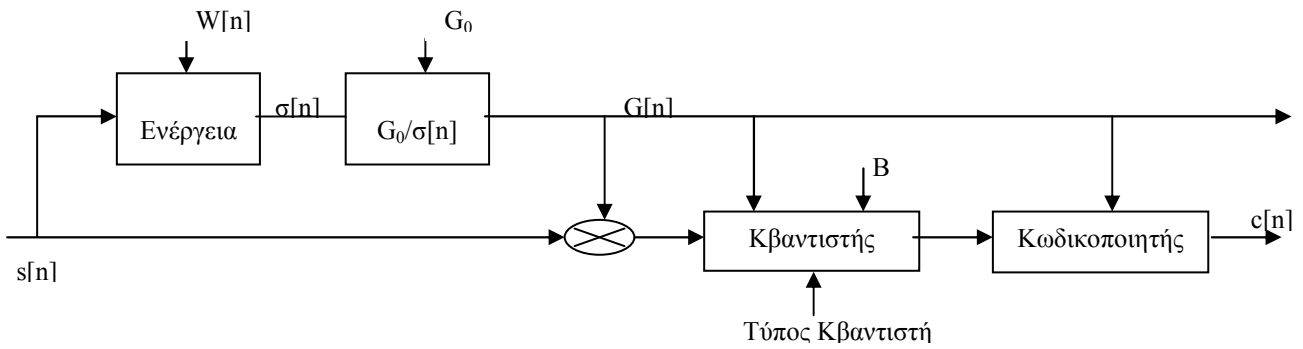 W[n]
G₀
σ[n]
G[n]
Ενέργεια
G₀/σ[n]
B
Κβαντιστής
Κωδικοποιητής
c[n]
s[n]
Τύπος Κβαντιστή